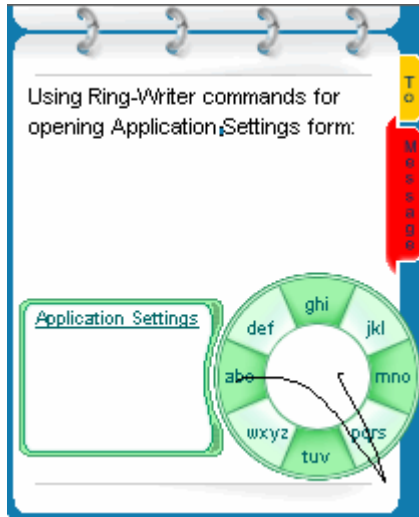 Using Ring-Writer commands for
opening Application Settings form:
To
Message
Application Settings
ghi
def
jkl
abc
mno
wxyz
pqrs
tuv